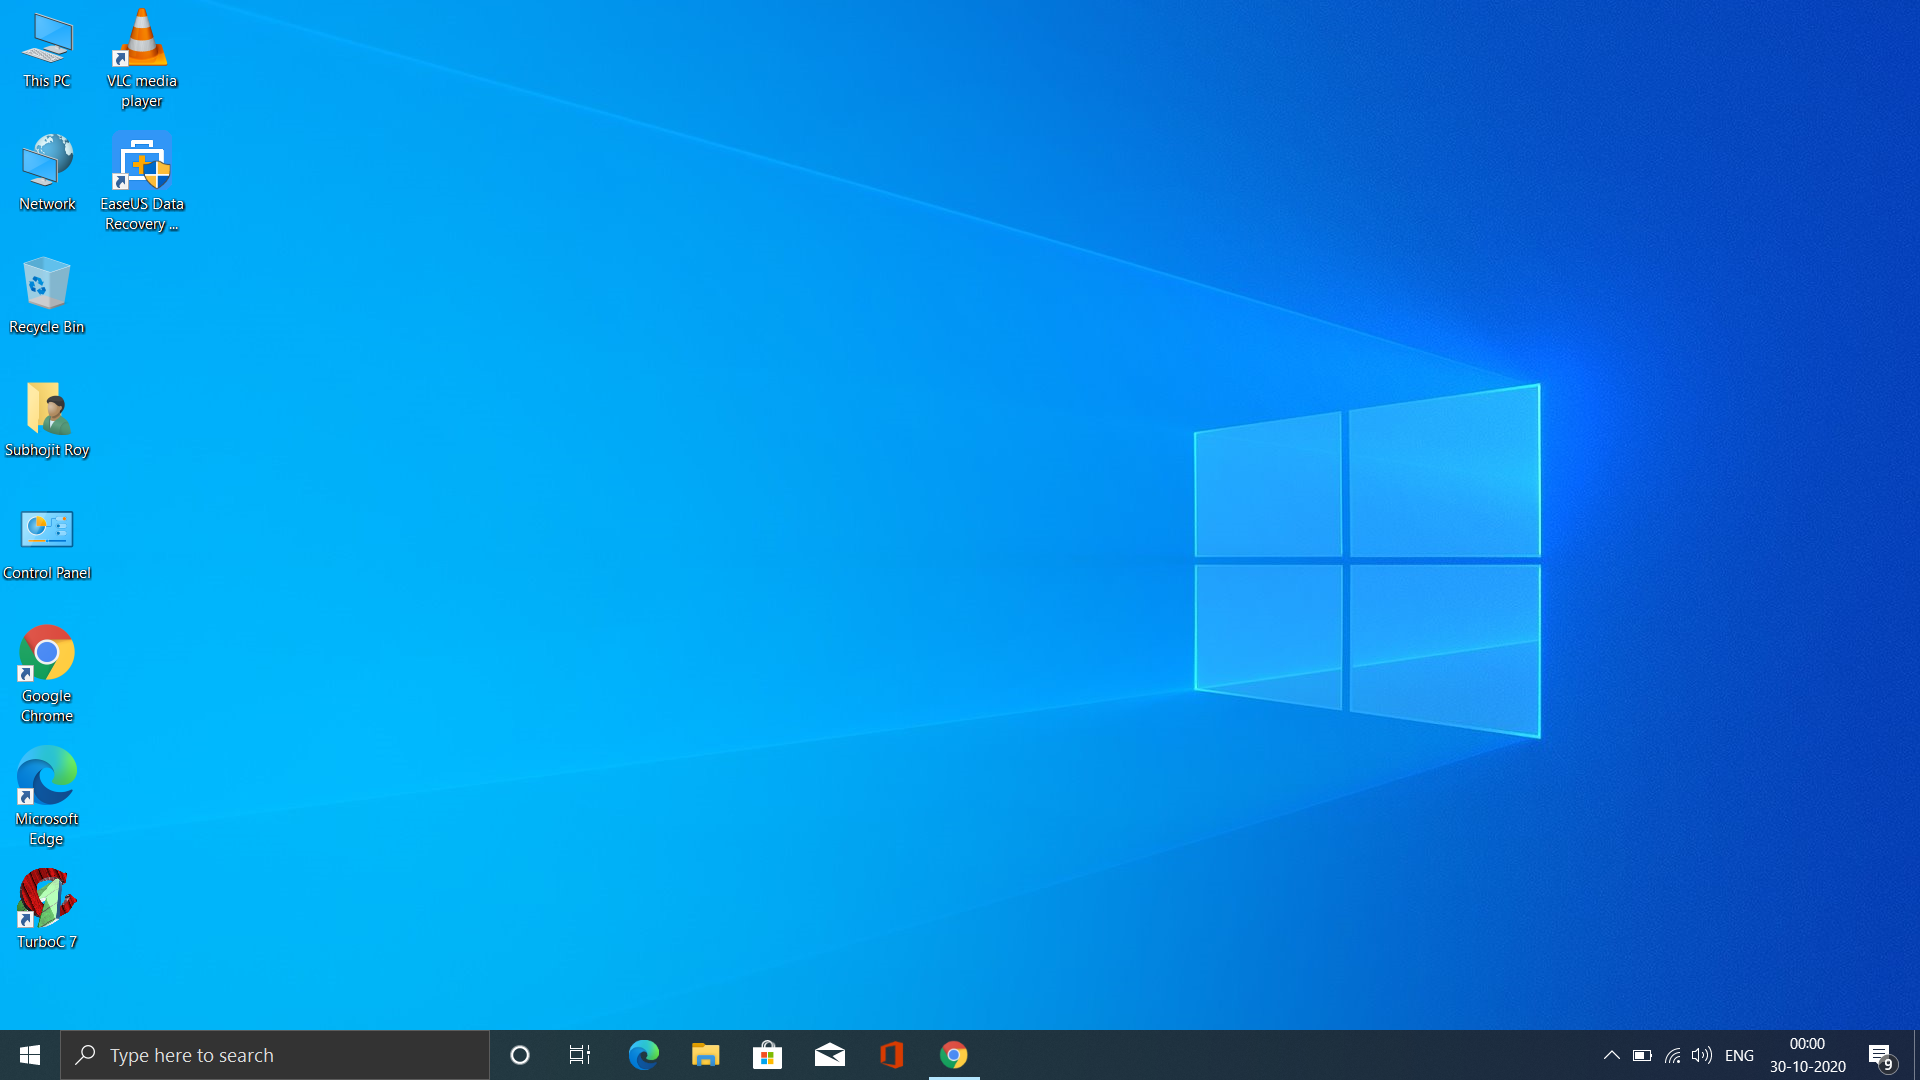 This PC
VLC media
player
Network
EaseUS Data
Recovery ...
Recycle Bin
Subhojit Roy
Control Panel
Google
Chrome
Microsoft
Edge
TurboC 7
Type here to search
ENG
00:00
30-10-2020
9